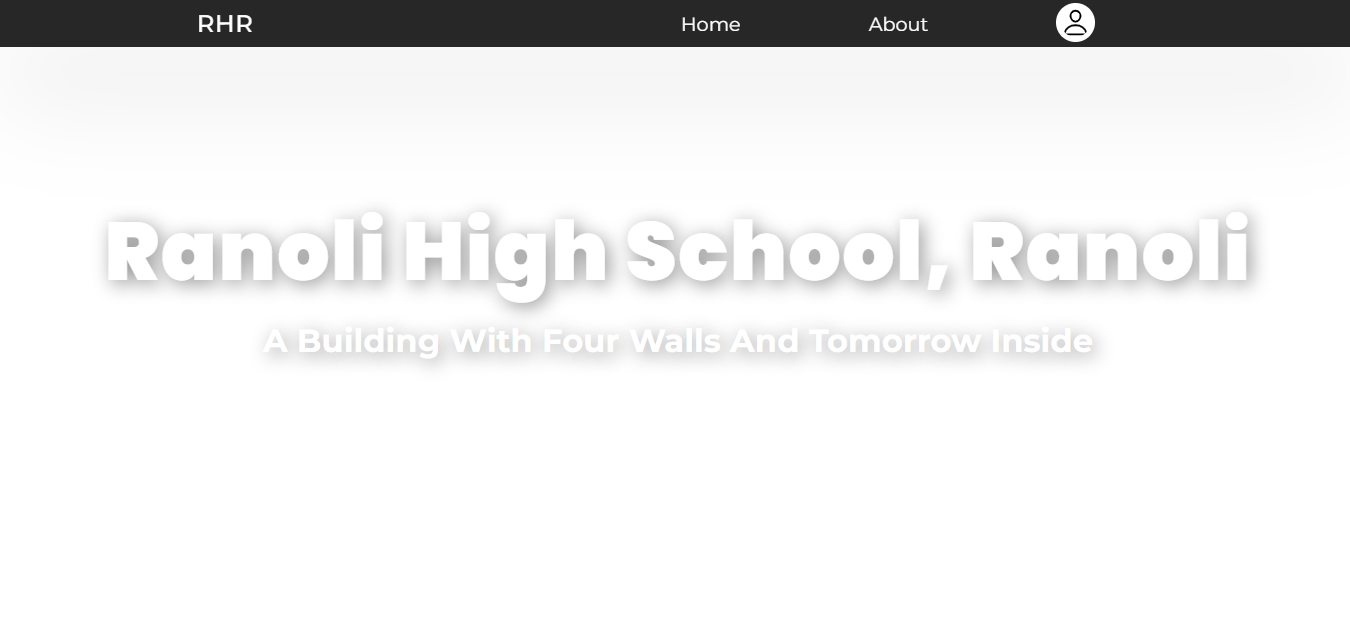 RHR Home About
Ranoli High School, Ranoli
A Building With Four Walls And Tomorrow Inside